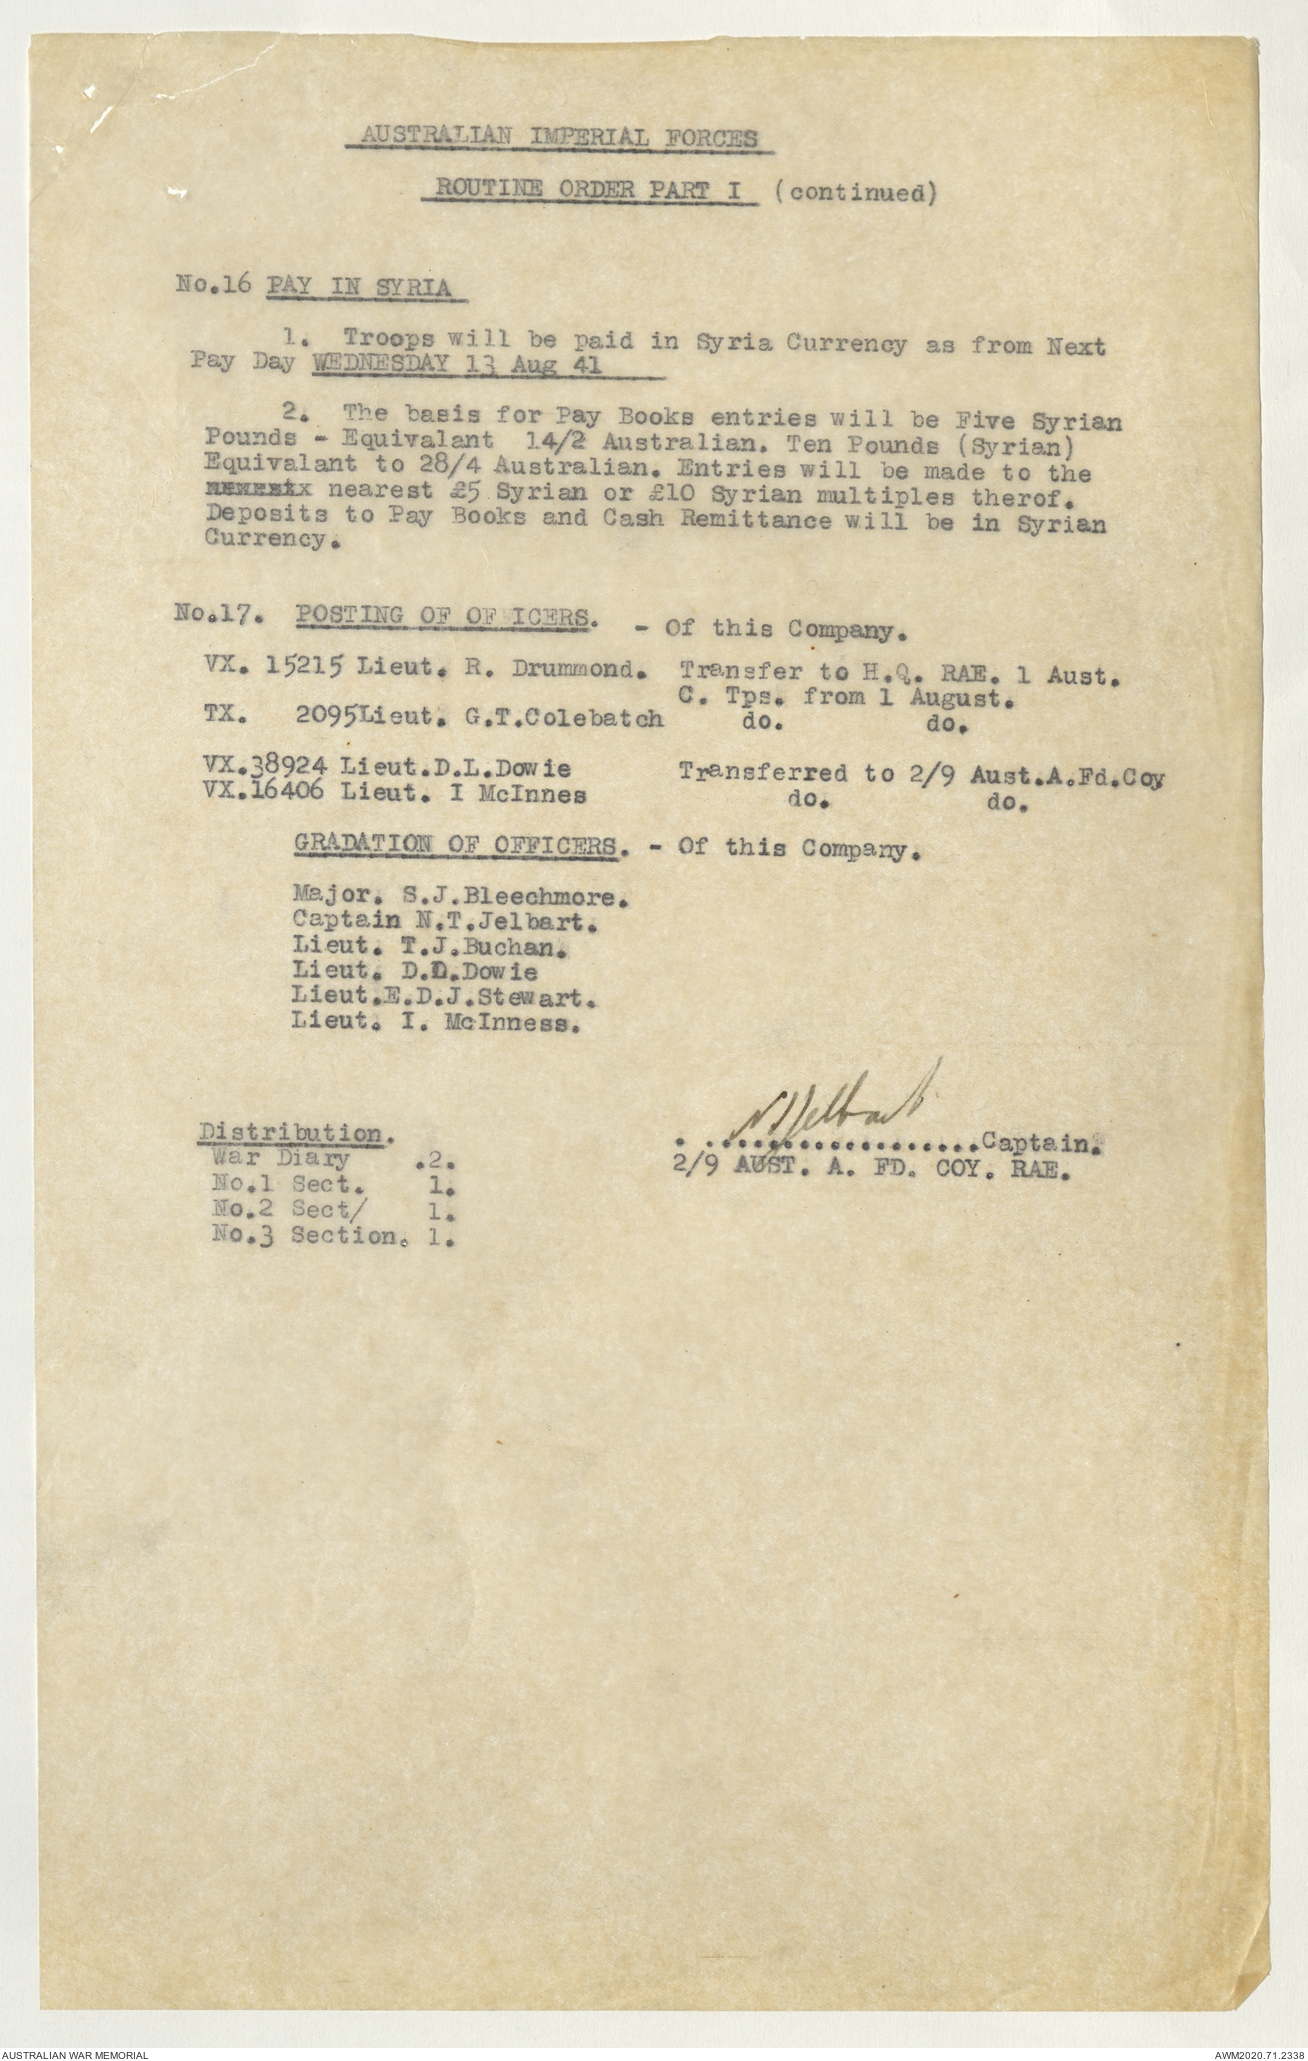 AUSTRALIAN IMPERIAL FORCES
ROUTINE ORDER PART I (continued)
No.16 PAY IN SYRIA
1. Troops will be paid in Syria Currency as from Next
Pay Day WEDNESDAY 13 Aug 41
2. The basis for Pay Books entries will be Five Syrian
Pounds - Equivalant 14/2 Australian. Ten Pounds (Syrian)
Equivalant to 28/4 Australian. Entries will be made to the
nearest £5 Syrian or £10 Syrian multiples therof.
Deposits to Pay Books and Cash Remittance will be in Syrian
Currency.
No.17. POSTING OF OF ICERS. - Of this Company.
VX. 15215 Lieut. R. Drummond. Transfer to H.Q. RAE. 1 Aust.
C. Tps. from 1 August.
TX. 2095Lieut. G.T.Colebatch do. do.
VX.38924 Lieut.D.L.Dowie Transferred to 2/9 Aust.A.Fd.Coy
VX.16406 Lieut. I McInnes do. do.
GRADATION OF OFFICERS. - Of this Company.
Major. S.J.Bleechmore.
Captain N.T.Jelbart.
Lieut. T.J.Buchan.
Lieut. D.L.Dowie
Lieut.E.D.J.Stewart.
Lieut. I. McInness.
NTJelbart
. ...................Captain.
2/9 AUST. A. FD. COY. RAE.
Distribution.
War Diary .2.
No.1 Sect. 1.
No.2 Sect/ 1.
No.3 Section. 1.
AUSTRALIAN WAR MEMORIAL
AWM2020.71.2338